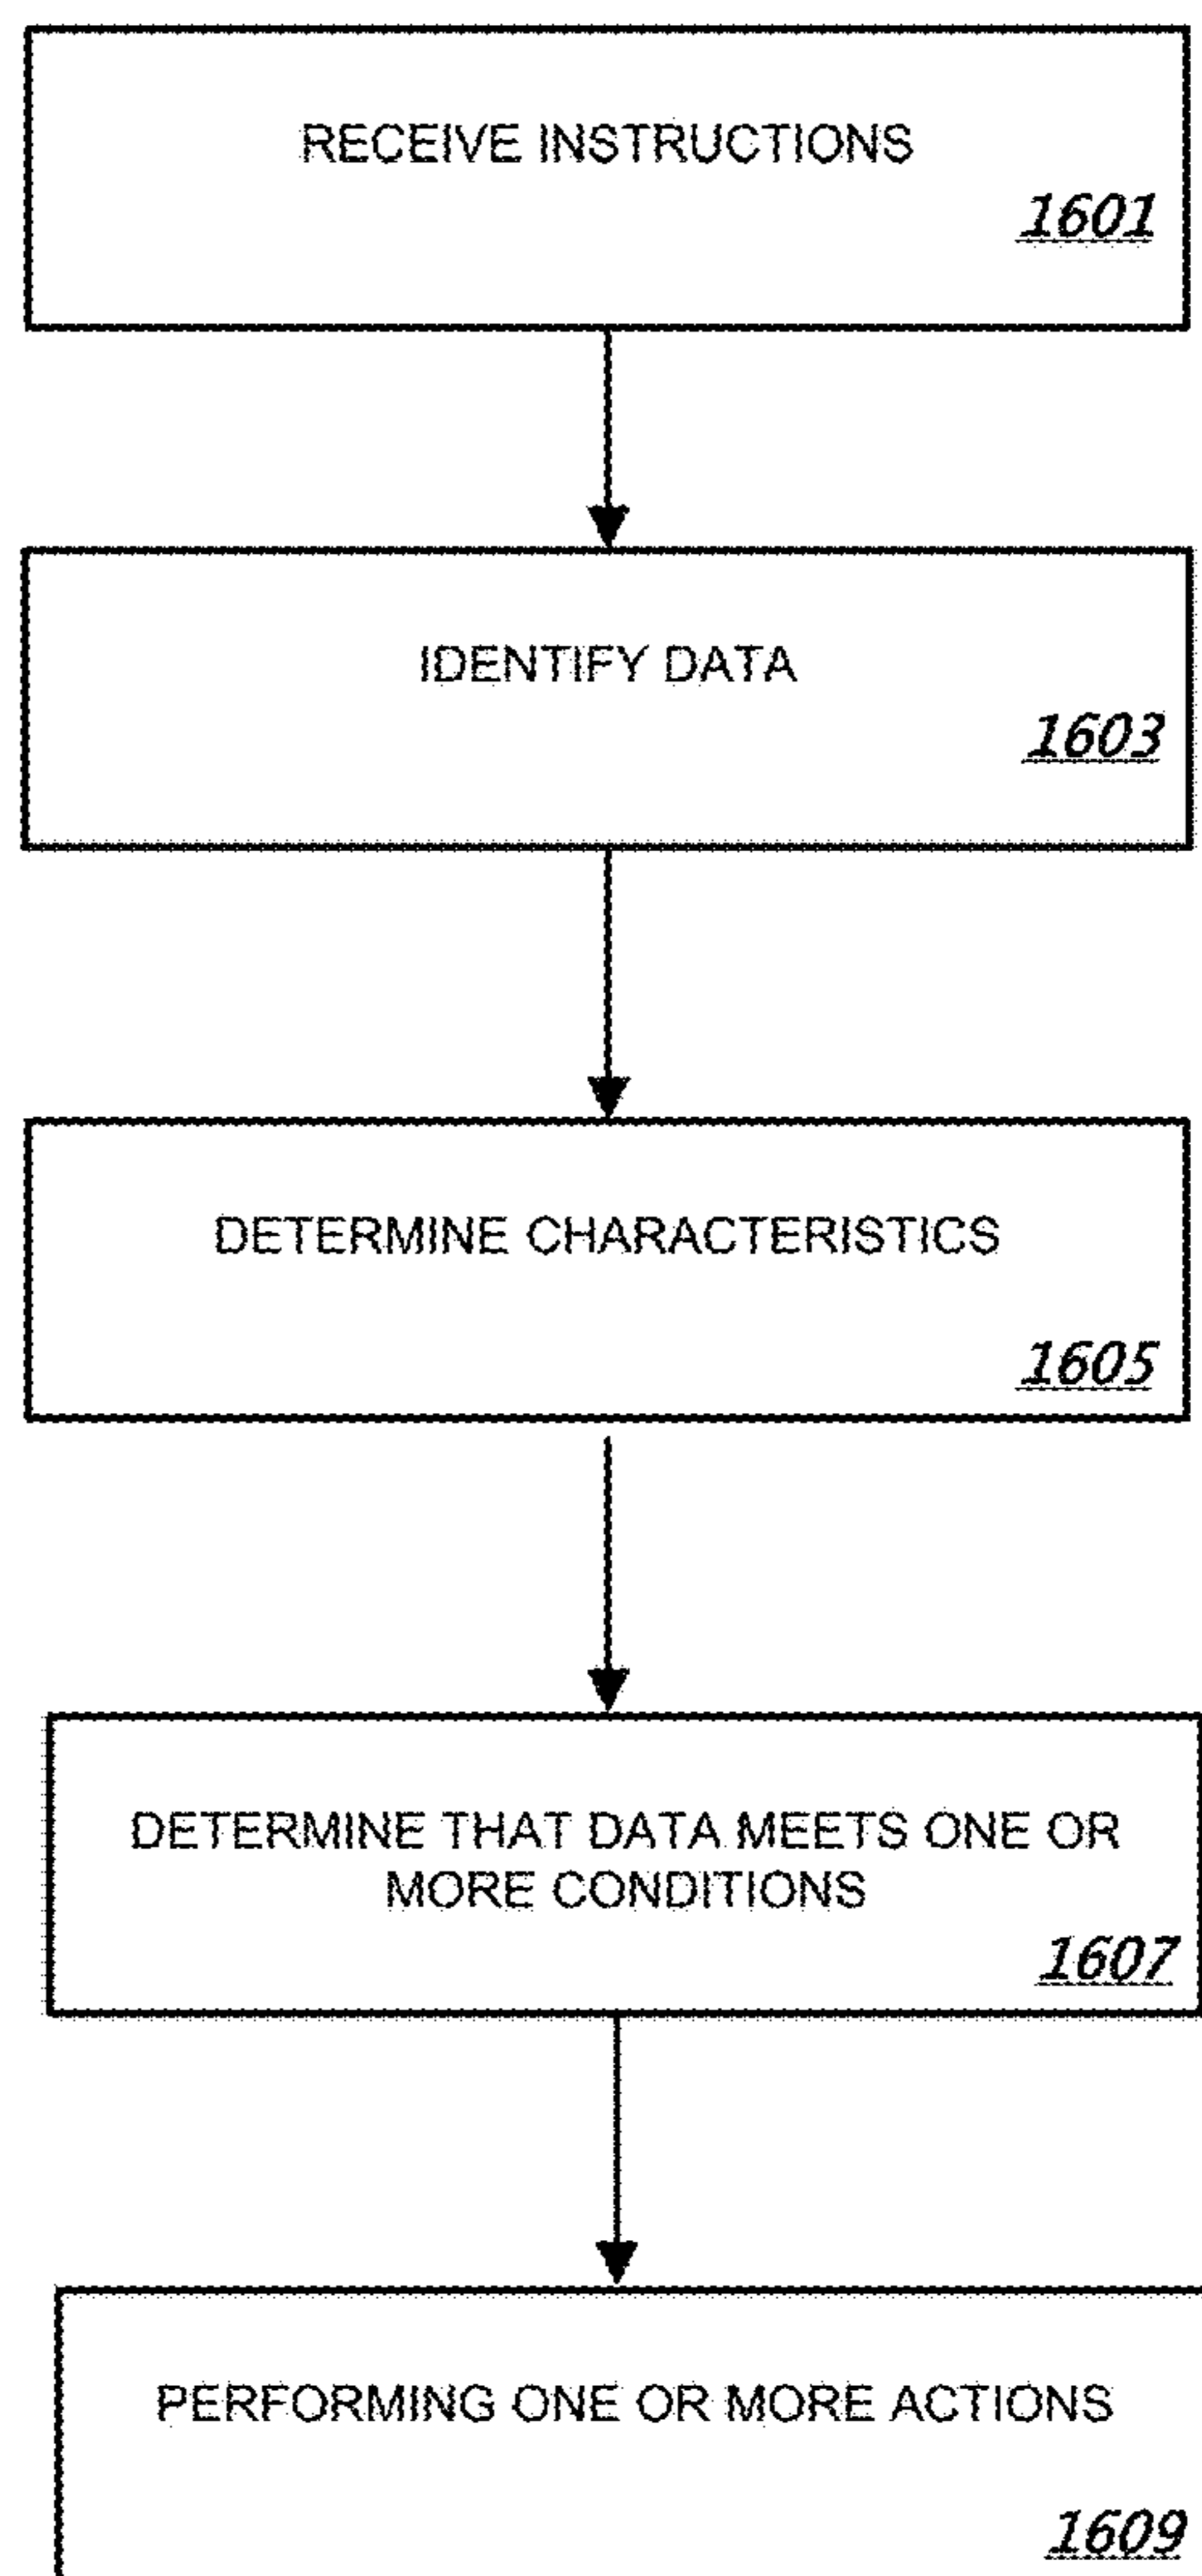 RECEIVE INSTRUCTIONS
1601
IDENTIFY DATA
1603
DETERMINE CHARACTERISTICS
1605
DETERMINE THAT DATA MEETS ONE OR
MORE CONDITIONS
1607
PERFORMING ONE OR MORE ACTIONS
1609